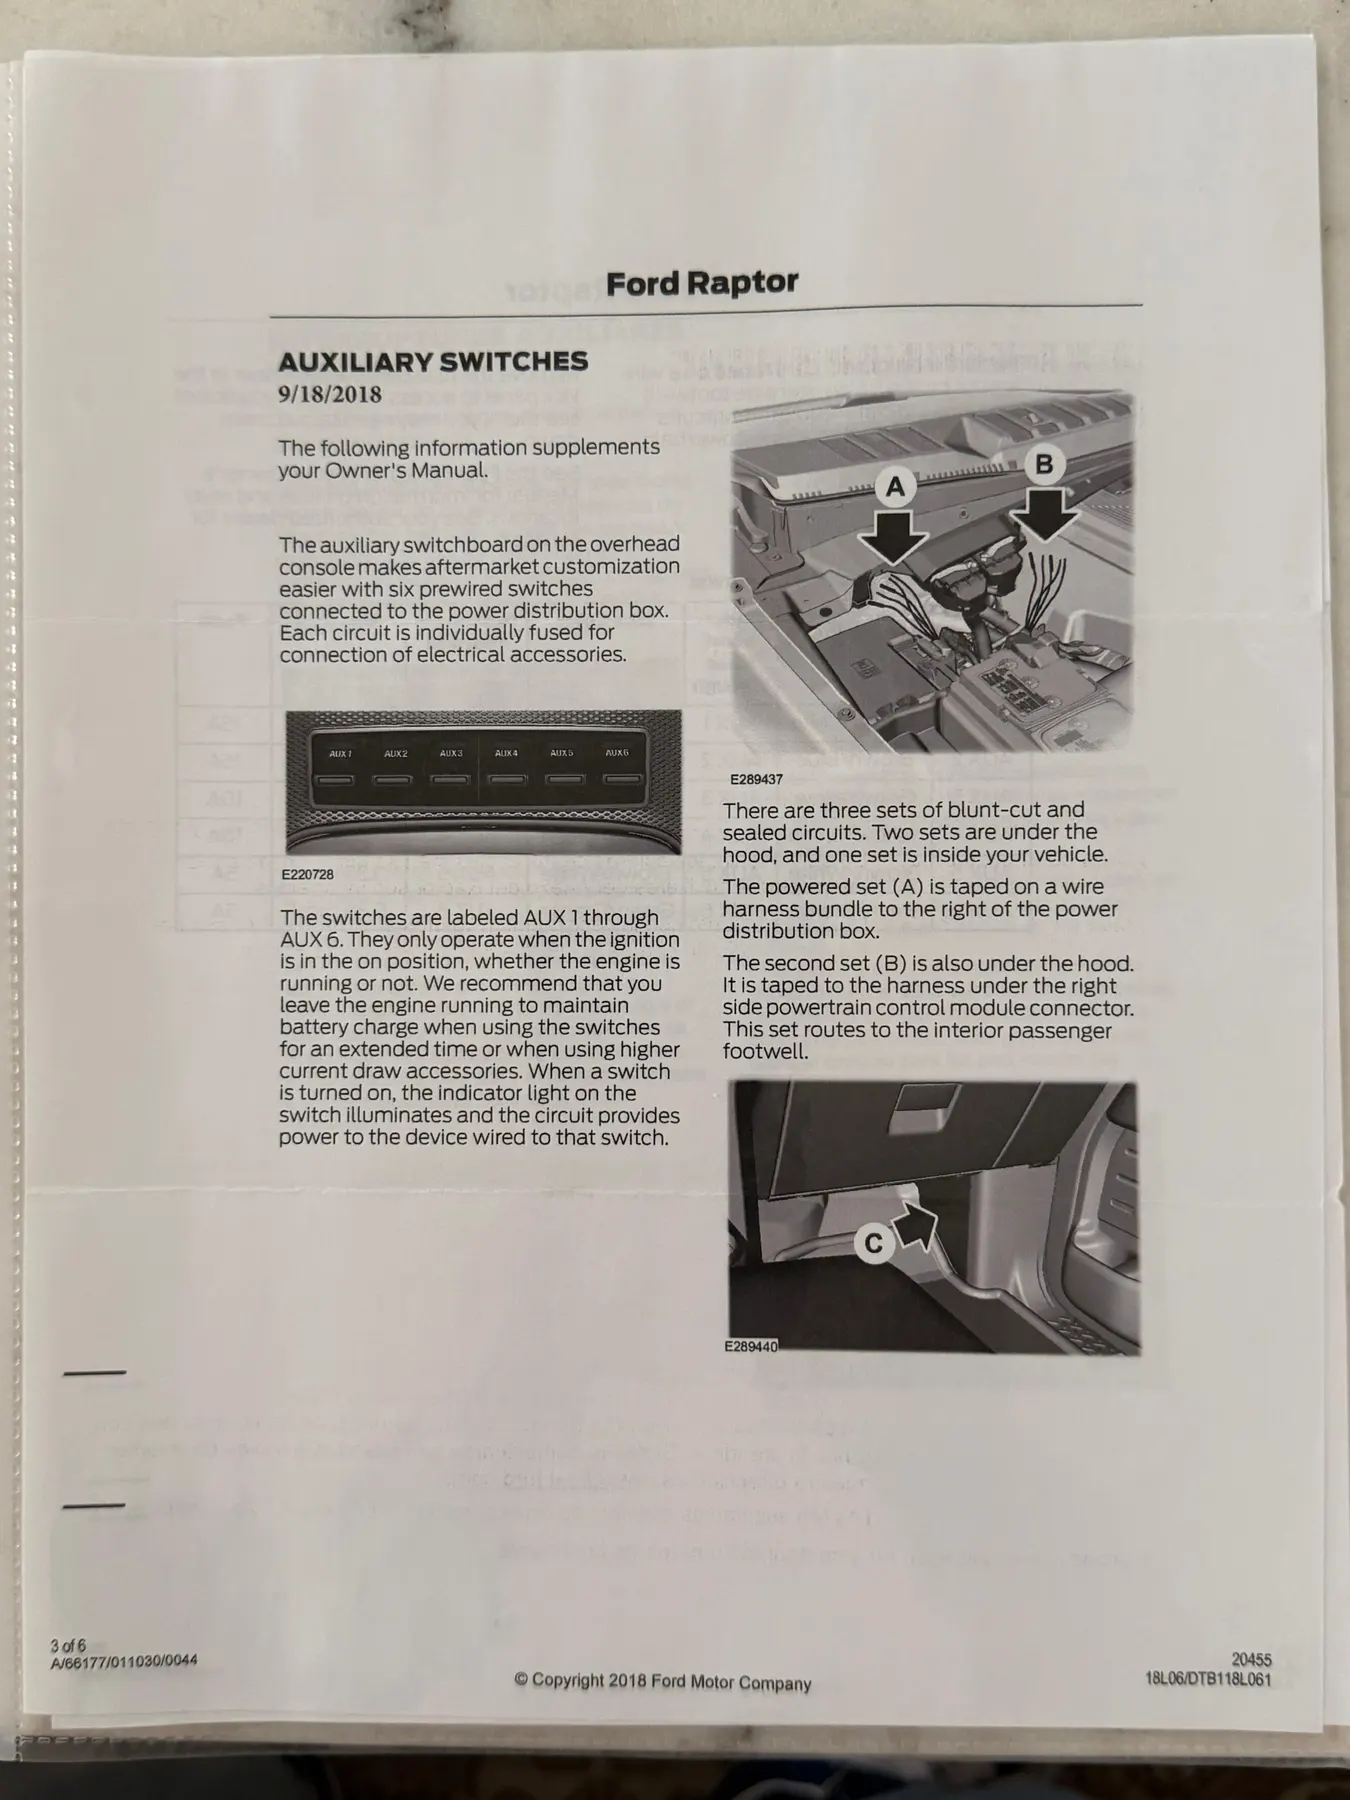 Ford Raptor
AUXILIARY SWITCHES
9/18/2018
The following information supplements
your Owner's Manual.
The auxiliary switchboard on the overhead
console makes aftermarket customization
easier with six prewired switches
connected to the power distribution box.
Each circuit is individually fused for
connection of electrical accessories.
AUX 1 AUX 2 AUX 3 AUX 4 AUX 5 AUX 6
E220728
The switches are labeled AUX 1 through
AUX 6. They only operate when the ignition
is in the on position, whether the engine is
running or not. We recommend that you
leave the engine running to maintain
battery charge when using the switches
for an extended time or when using higher
current draw accessories. When a switch
is turned on, the indicator light on the
switch illuminates and the circuit provides
power to the device wired to that switch.
A
B
E289437
There are three sets of blunt-cut and
sealed circuits. Two sets are under the
hood, and one set is inside your vehicle.
The powered set (A) is taped on a wire
harness bundle to the right of the power
distribution box.
The second set (B) is also under the hood.
It is taped to the harness under the right
side powertrain control module connector.
This set routes to the interior passenger
footwell.
C
E289440
3 of 6
A/66177/011030/0044
© Copyright 2018 Ford Motor Company
20455
18L06/DTB118L061